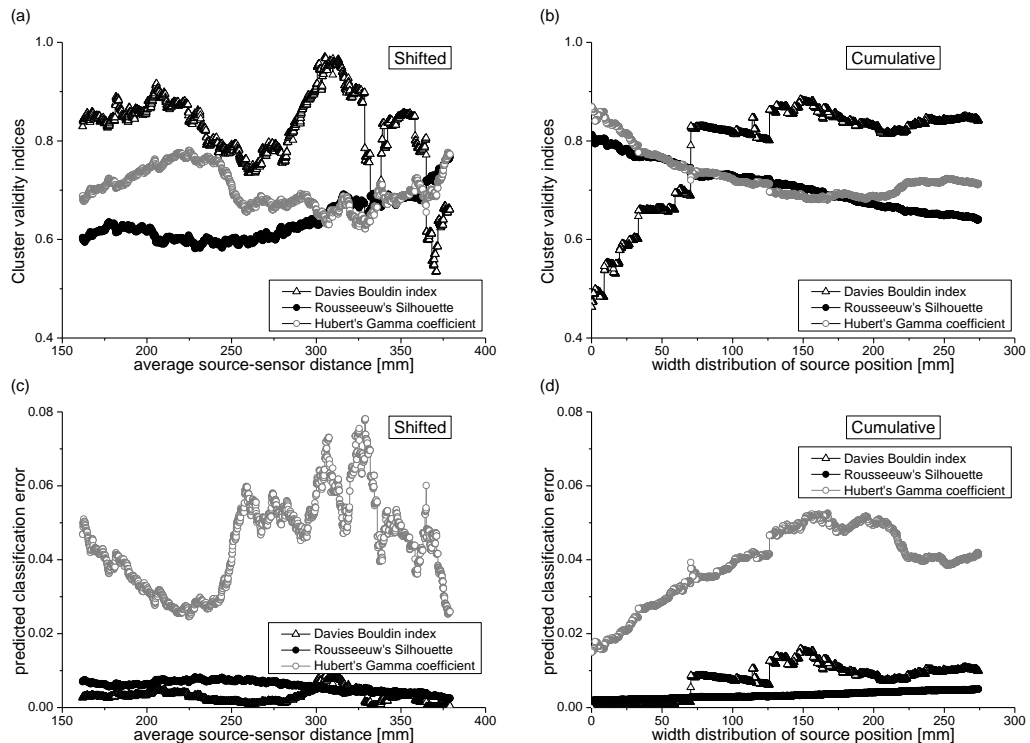 (a)
Cluster validity indices
1.0
0.8
0.6
0.4
Shifted
Davies Bouldin index
Rousseeuw's Silhouette
Hubert's Gamma coefficient
150 200 250 300 350 400
average source-sensor distance [mm]
(b)
Cluster validity indices
1.0
0.8
0.6
0.4
Cumulative
Davies Bouldin index
Rousseeuw's Silhouette
Hubert's Gamma coefficient
0 50 100 150 200 250 300
width distribution of source position [mm]
(c)
predicted classification error
0.08
0.06
0.04
0.02
0.00
Shifted
Davies Bouldin index
Rousseeuw's Silhouette
Hubert's Gamma coefficient
150 200 250 300 350 400
average source-sensor distance [mm]
(d)
predicted classification error
0.08
0.06
0.04
0.02
0.00
Cumulative
Davies Bouldin index
Rousseeuw's Silhouette
Hubert's Gamma coefficient
0 50 100 150 200 250 300
width distribution of source position [mm]